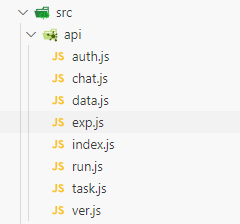 src
api
JS auth.js
JS chat.js
JS data.js
JS exp.js
JS index.js
JS run.js
JS task.js
JS ver.js